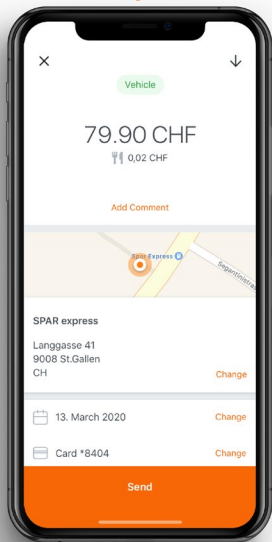 Vehicle
79.90 CHF
0,02 CHF
Add Comment
Spar Express
Segantinistras
SPAR express
Langgasse 41
9008 St.Gallen
CH
Change
13. March 2020
Change
Card *8404
Change
Send